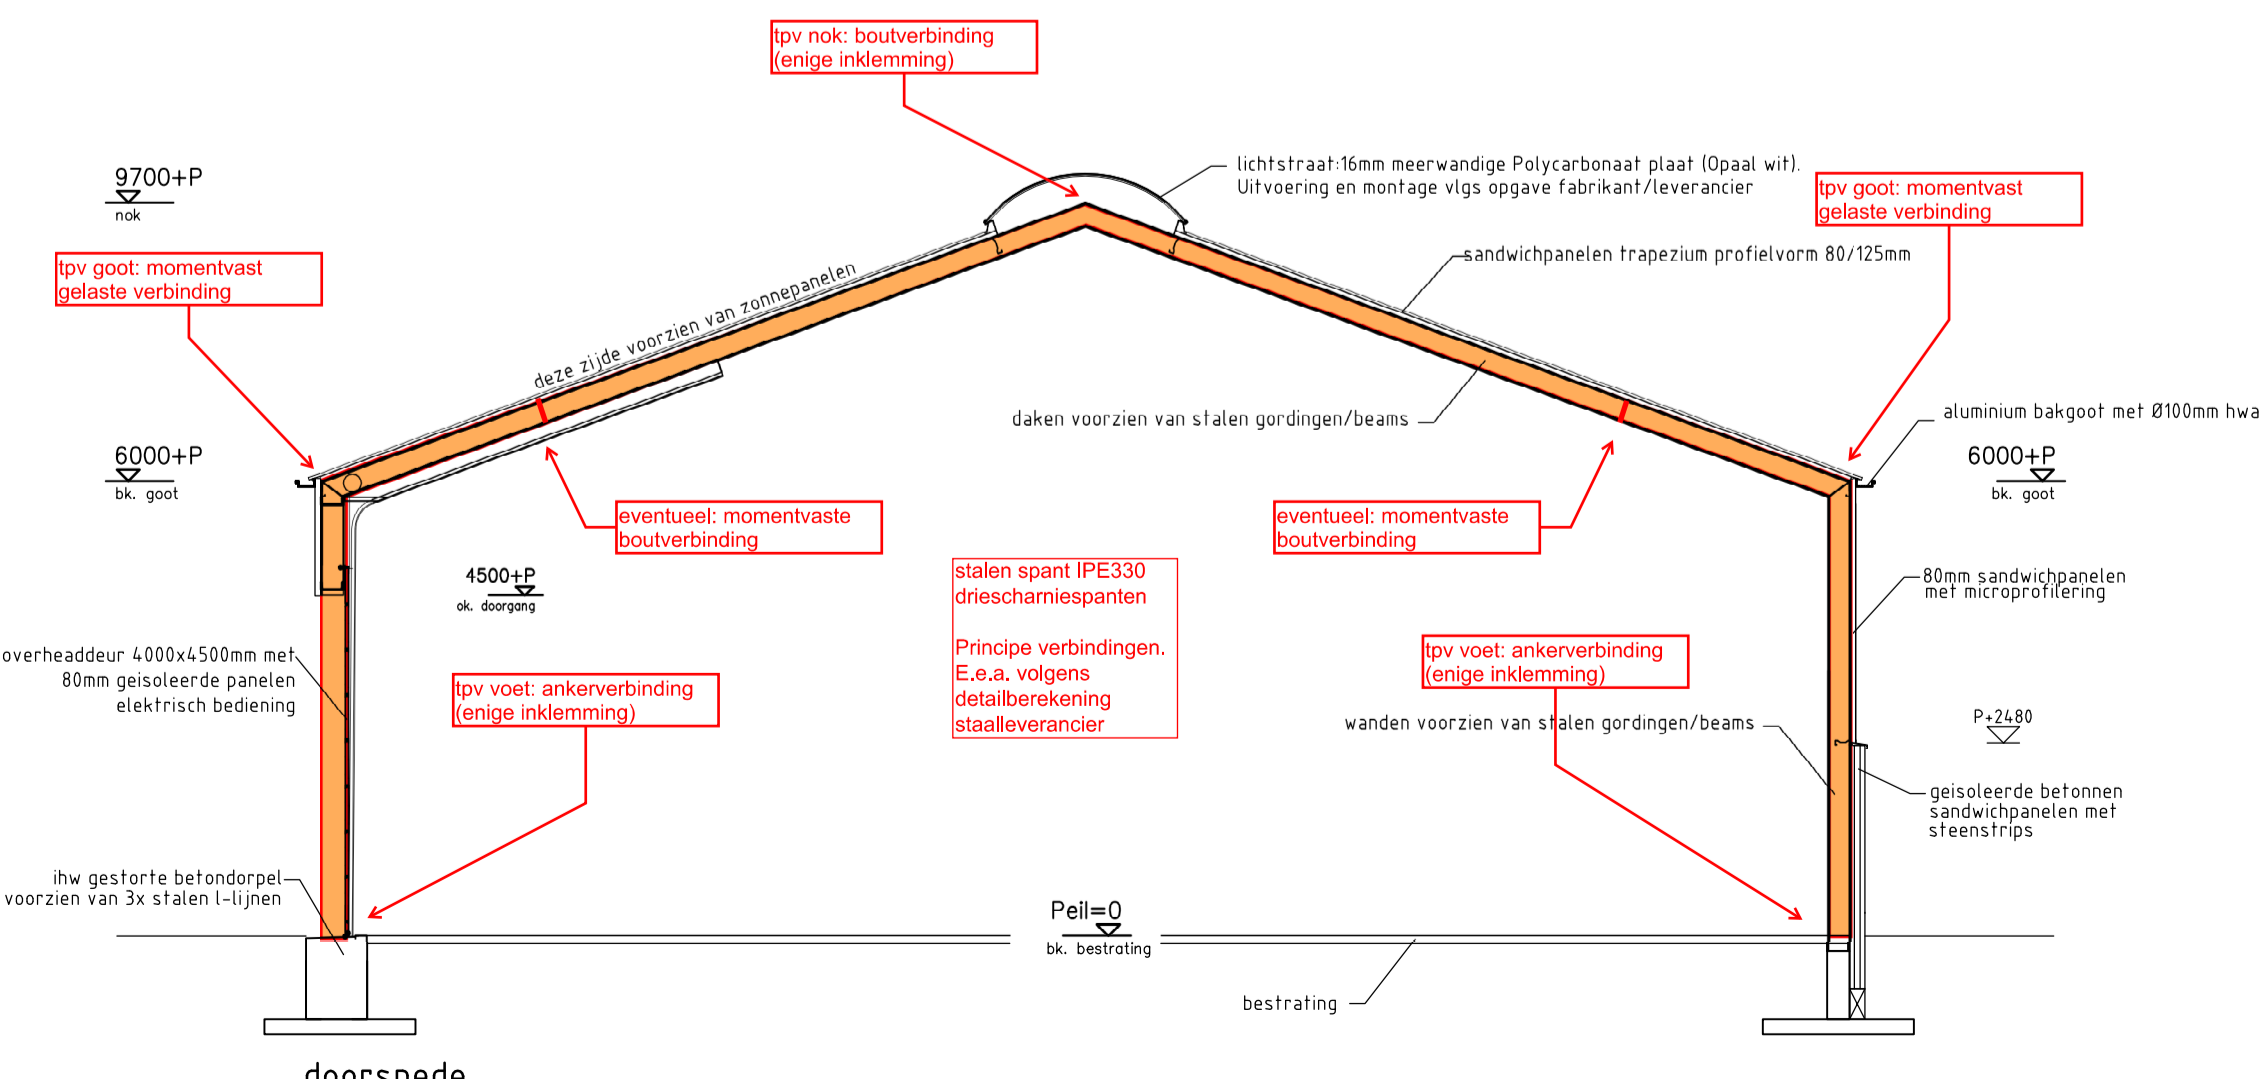 tpv nok: boutverbinding
(enige inklemming)
lichtstraat:16mm meerwandige Polycarbonaat plaat (Opaal wit).
Uitvoering en montage vlgs opgave fabrikant/leverancier
9700+P
nok
tpv goot: momentvast
gelaste verbinding
tpv goot: momentvast
gelaste verbinding
sandwichpanelen trapezium profielvorm 80/125mm
deze zijde voorzien van zonnepanelen
daken voorzien van stalen gordingen/beams
aluminium bakgoot met Ø100mm hwa
6000+P
bk. goot
6000+P
bk. goot
eventueel: momentvaste
boutverbinding
eventueel: momentvaste
boutverbinding
4500+P
ok. doorgang
stalen spant IPE330
driescharniespanten
Principe verbindingen.
E.e.a. volgens
detailberekening
staalleverancier
80mm sandwichpanelen
met microprofilering
overheaddeur 4000x4500mm met
80mm geisoleerde panelen
elektrisch bediening
tpv voet: ankerverbinding
(enige inklemming)
tpv voet: ankerverbinding
(enige inklemming)
wanden voorzien van stalen gordingen/beams
P+2480
geisoleerde betonnen
sandwichpanelen met
steenstrips
ihw gestorte betondorpel
voorzien van 3x stalen l-lijnen
Peil=0
bk. bestrating
bestrating
doorsnede